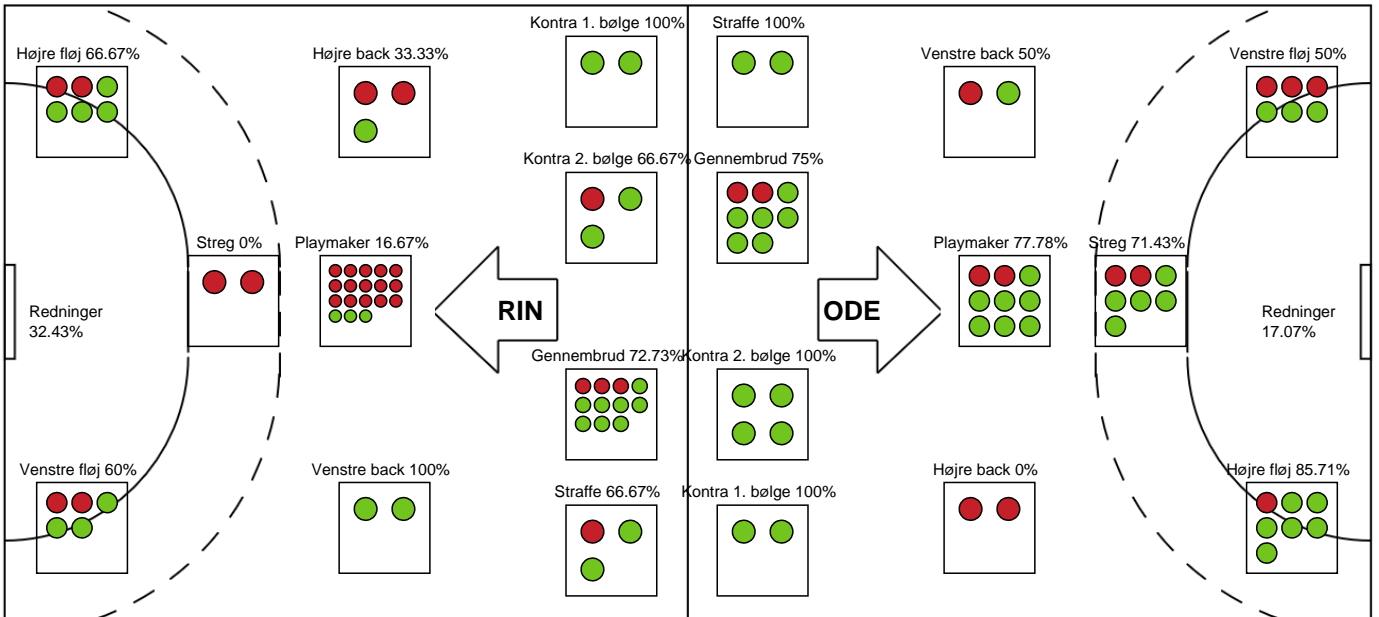 Kontra 1. bølge 100%
Straffe 100%
Højre fløj 66.67%
Højre back 33.33%
Venstre back 50%
Venstre fløj 50%
Kontra 2. bølge 66.67%
Gennembrud 75%
Streg 0%
Playmaker 16.67%
Playmaker 77.78%
Streg 71.43%
Redninger
32.43%
RIN
ODE
Redninger
17.07%
Gennembrud 72.73%
Kontra 2. bølge 100%
Venstre fløj 60%
Venstre back 100%
Højre back 0%
Højre fløj 85.71%
Straffe 66.67%
Kontra 1. bølge 100%